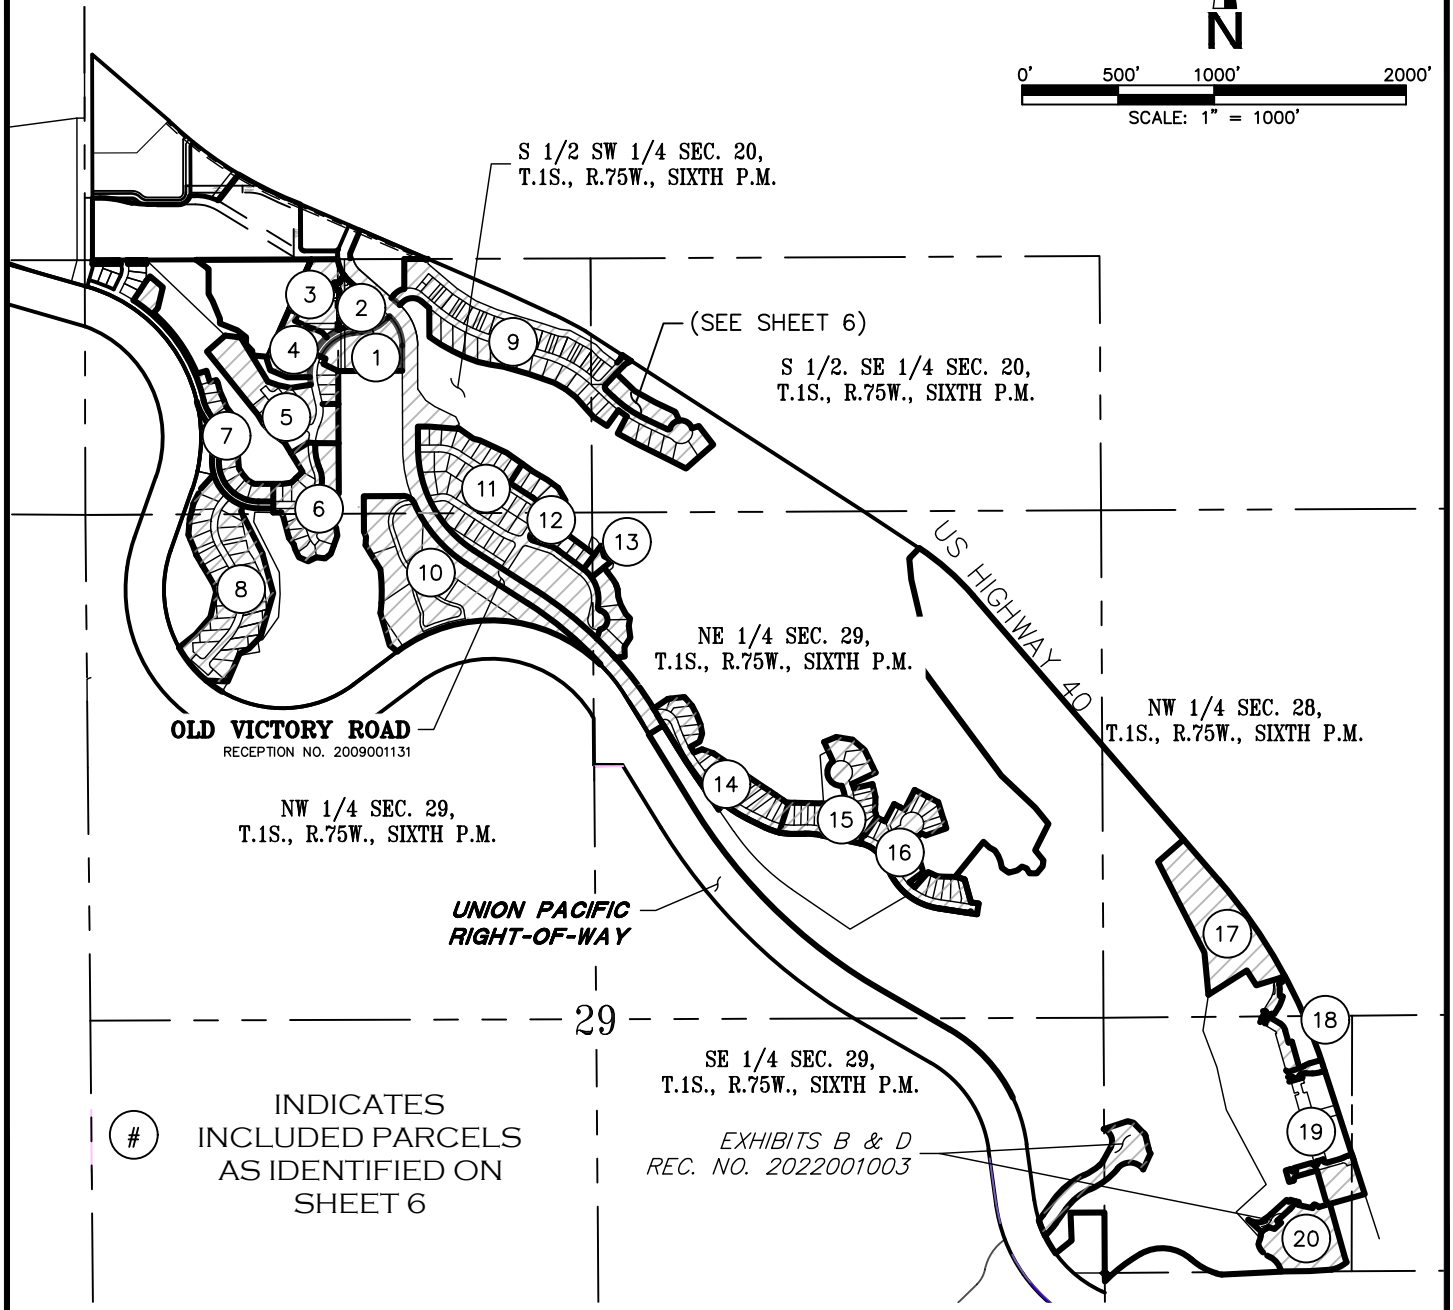 N
0' 500' 1000' 2000'
SCALE: 1" = 1000'
S 1/2 SW 1/4 SEC. 20,
T.1S., R.75W., SIXTH P.M.
(SEE SHEET 6)
S 1/2. SE 1/4 SEC. 20,
T.1S., R.75W., SIXTH P.M.
3
2
4
1
9
5
7
6
11
12
13
8
10
US HIGHWAY 40
NE 1/4 SEC. 29,
T.1S., R.75W., SIXTH P.M.
NW 1/4 SEC. 28,
T.1S., R.75W., SIXTH P.M.
OLD VICTORY ROAD
RECEPTION NO. 2009001131
NW 1/4 SEC. 29,
T.1S., R.75W., SIXTH P.M.
14
15
16
UNION PACIFIC
RIGHT-OF-WAY
17
29
18
SE 1/4 SEC. 29,
T.1S., R.75W., SIXTH P.M.
19
EXHIBITS B & D
REC. NO. 2022001003
20
#
INDICATES
INCLUDED PARCELS
AS IDENTIFIED ON
SHEET 6